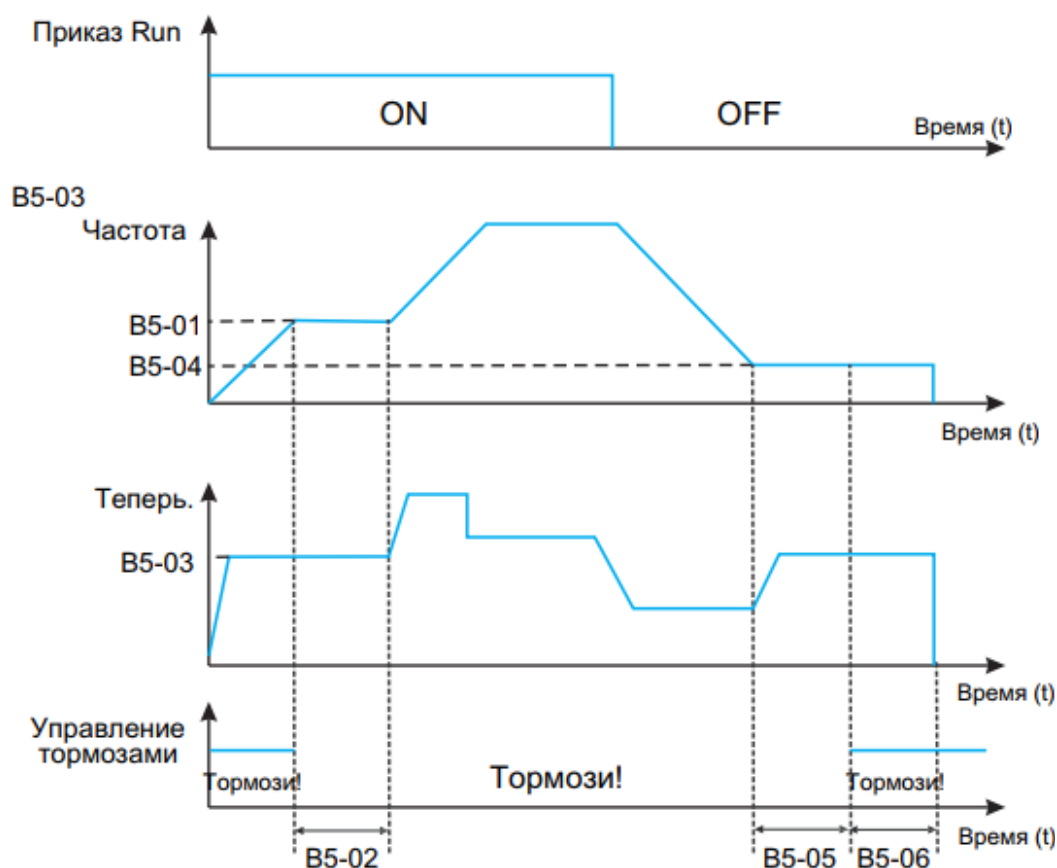 Приказ Run
ON
OFF
Время (t)
B5-03
Частота
B5-01
B5-04
Время (t)
Теперь.
B5-03
Время (t)
Управление
тормозами
Тормози!
Тормози!
Тормози!
Время (t)
B5-02
B5-05
B5-06